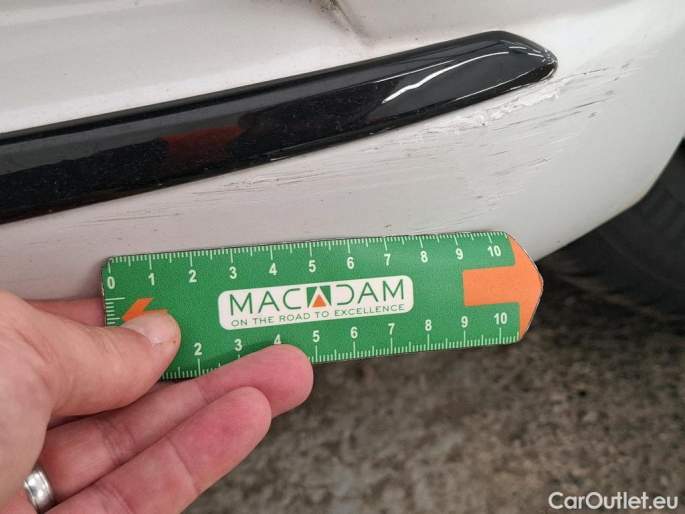 0 1 2 3 4 5 6 7 8 9 10
MACADAM
ON THE ROAD TO EXCELLENCE
0 2 3 4 5 6 7 8 9 10
CarOutlet.eu